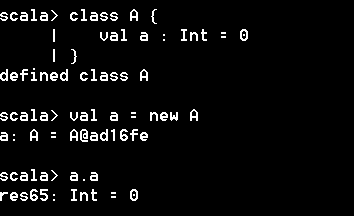 scala> class A {
     |    val a : Int = 0
     | }
defined class A
scala> val a = new A
a: A = A@ad16fe
scala> a.a
res65: Int = 0